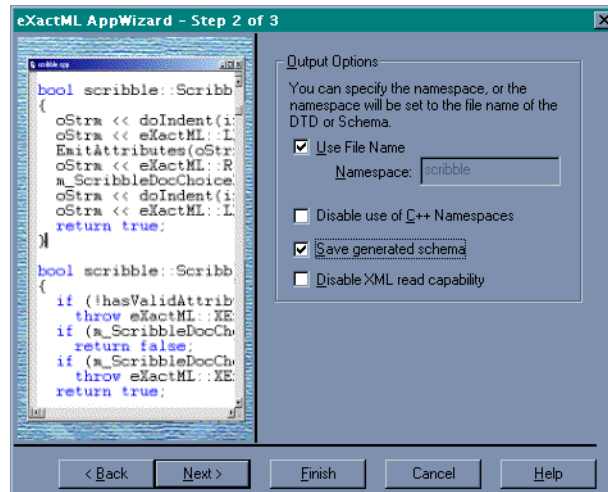 eXactML AppWizard - Step 2 of 3
scribble.cpp
bool scribble::Scribb
{
oStrm << doIndent(i
oStrm << eXactML::L
EmitAttributes(oStr
oStrm << eXactML::R
m_ScribbleDocChoice
oStrm << doIndent(i
oStrm << eXactML::L
return true;
}
bool scribble::Scribb
{
if (!hasValidAttrib
throw eXactML::XE
if (m_ScribbleDocCh
return false;
if (m_ScribbleDocCh
throw eXactML::XE
return true;
Output Options
You can specify the namespace, or the
namespace will be set to the file name of the
DTD or Schema.
Use File Name
Namespace: scribble
Disable use of C++ Namespaces
Save generated schema
Disable XML read capability
< Back Next > Finish Cancel Help